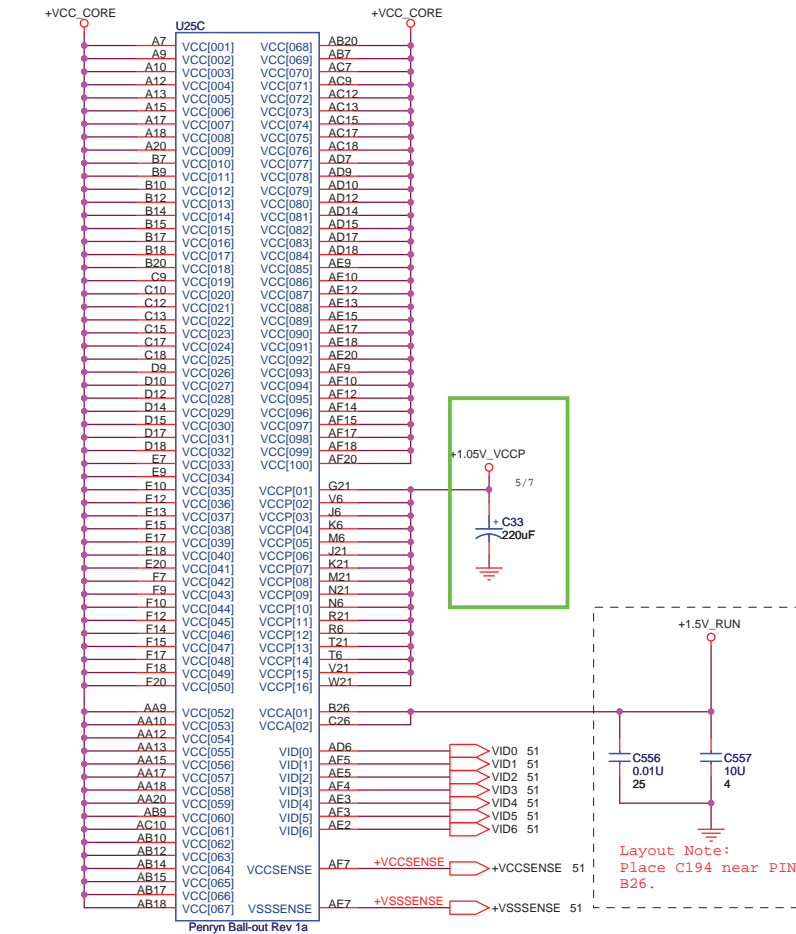 +VCC_CORE +VCC_CORE
U25C
A7 VCC[001] VCC[068] AB20
A9 VCC[002] VCC[069] AB7
A10 VCC[003] VCC[070] AC7
A12 VCC[004] VCC[071] AC9
A13 VCC[005] VCC[072] AC12
A15 VCC[006] VCC[073] AC13
A17 VCC[007] VCC[074] AC15
A18 VCC[008] VCC[075] AC17
A20 VCC[009] VCC[076] AC18
B7 VCC[010] VCC[077] AD7
B9 VCC[011] VCC[078] AD9
B10 VCC[012] VCC[079] AD10
B12 VCC[013] VCC[080] AD12
B14 VCC[014] VCC[081] AD14
B15 VCC[015] VCC[082] AD15
B17 VCC[016] VCC[083] AD17
B18 VCC[017] VCC[084] AD18
B20 VCC[018] VCC[085] AE9
C9 VCC[019] VCC[086] AE10
C10 VCC[020] VCC[087] AE12
C12 VCC[021] VCC[088] AE13
C13 VCC[022] VCC[089] AE15
C15 VCC[023] VCC[090] AE17
C17 VCC[024] VCC[091] AE18
C18 VCC[025] VCC[092] AE20
D9 VCC[026] VCC[093] AF9
D10 VCC[027] VCC[094] AF10
D12 VCC[028] VCC[095] AF12
D14 VCC[029] VCC[096] AF14
D15 VCC[030] VCC[097] AF15
D17 VCC[031] VCC[098] AF17
D18 VCC[032] VCC[099] AF18
E7 VCC[033] VCC[100] AF20
E9 VCC[034]
E10 VCC[035] VCCP[01] G21
E12 VCC[036] VCCP[02] V6
E13 VCC[037] VCCP[03] J6
E15 VCC[038] VCCP[04] K6
E17 VCC[039] VCCP[05] M6
E18 VCC[040] VCCP[06] J21
E20 VCC[041] VCCP[07] K21
F7 VCC[042] VCCP[08] M21
F9 VCC[043] VCCP[09] N21
F10 VCC[044] VCCP[10] N6
F12 VCC[045] VCCP[11] R21
F14 VCC[046] VCCP[12] R6
F15 VCC[047] VCCP[13] T21
F17 VCC[048] VCCP[14] T6
F18 VCC[049] VCCP[15] V21
F20 VCC[050] VCCP[16] W21
+1.05V_VCCP
5/7
+ C33
220uF
AA9 VCC[052] VCCA[01] B26
AA10 VCC[053] VCCA[02] C26
AA12 VCC[054]
AA13 VCC[055] VID[0] AD6 VID0 51
AA15 VCC[056] VID[1] AF5 VID1 51
AA17 VCC[057] VID[2] AE5 VID2 51
AA18 VCC[058] VID[3] AF4 VID3 51
AA20 VCC[059] VID[4] AE3 VID4 51
AB9 VCC[060] VID[5] AF3 VID5 51
AC10 VCC[061] VID[6] AE2 VID6 51
AB10 VCC[062]
AB12 VCC[063]
AB14 VCC[064] VCCSENSE AF7 +VCCSENSE +VCCSENSE 51
AB15 VCC[065]
AB17 VCC[066]
AB18 VCC[067] VSSSENSE AE7 +VSSSENSE +VSSSENSE 51
Penryn Ball-out Rev 1a
+1.5V_RUN
C556
0.01U
25
C557
10U
4
Layout Note:
Place C194 near PIN
B26.